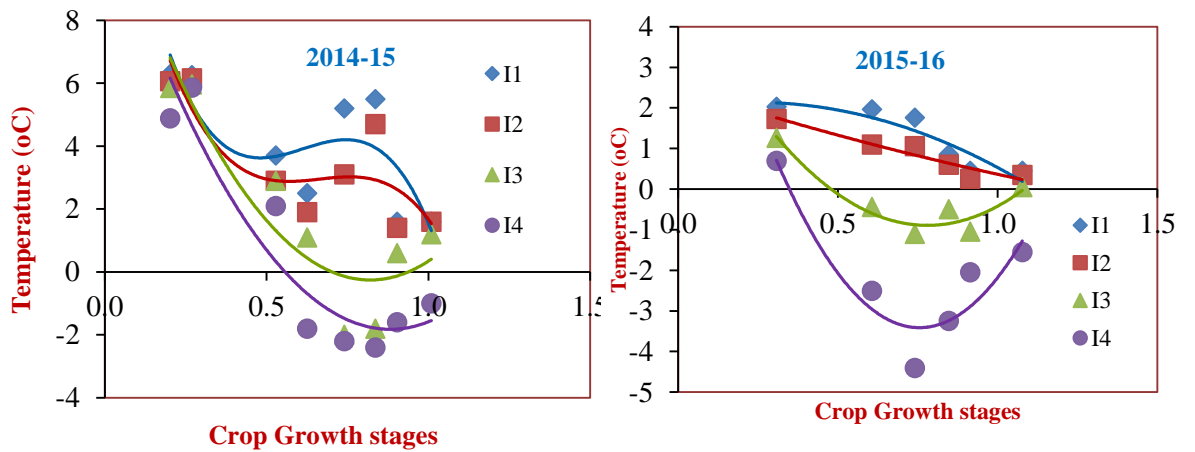 8
6
4
2
0
-2
-4
0.0
0.5
1.0
1.5
2014-15
I1
I2
I3
I4
Temperature (oC)
Crop Growth stages
4
3
2
1
0
-1
-2
-3
-4
-5
0.0
0.5
1.0
1.5
2015-16
I1
I2
I3
I4
Temperature (oC)
Crop Growth stages